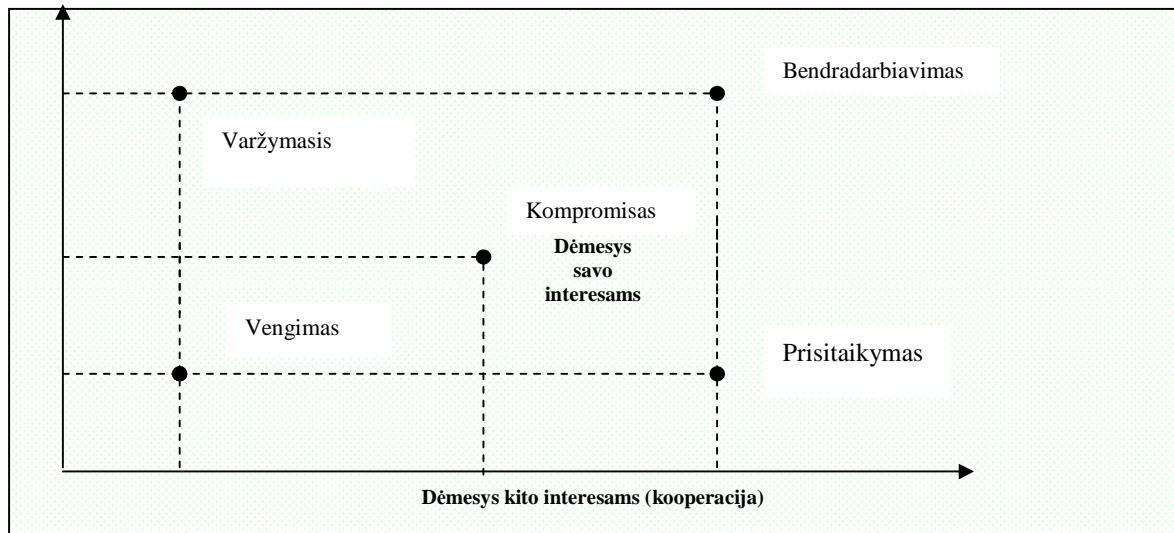 Bendradarbiavimas
Varžymasis
Kompromisas
Dėmesys
savo
interesams
Vengimas
Prisitaikymas
Dėmesys kito interesams (kooperacija)